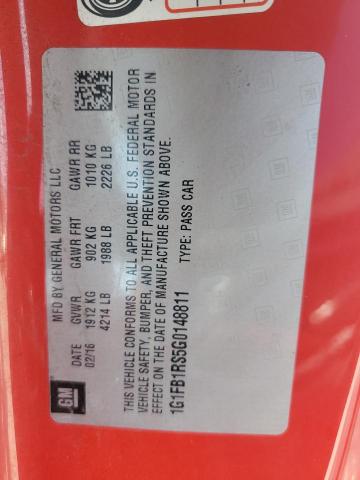 GM
MFD BY GENERAL MOTORS LLC
DATE GVWR GAWR FRT GAWR RR
02/16 1912 KG 902 KG 1010 KG
4214 LB 1988 LB 2226 LB
THIS VEHICLE CONFORMS TO ALL APPLICABLE U.S. FEDERAL MOTOR
VEHICLE SAFETY, BUMPER, AND THEFT PREVENTION STANDARDS IN
EFFECT ON THE DATE OF MANUFACTURE SHOWN ABOVE.
1G1FB1RS5G0148811 TYPE: PASS CAR